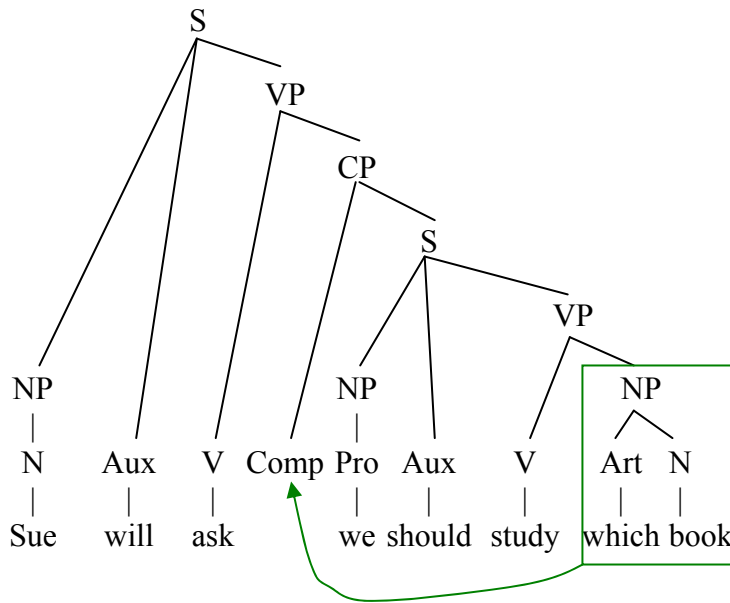 S
VP
CP
S
VP
NP NP NP
N Aux V Comp Pro Aux V Art N
Sue will ask we should study which book